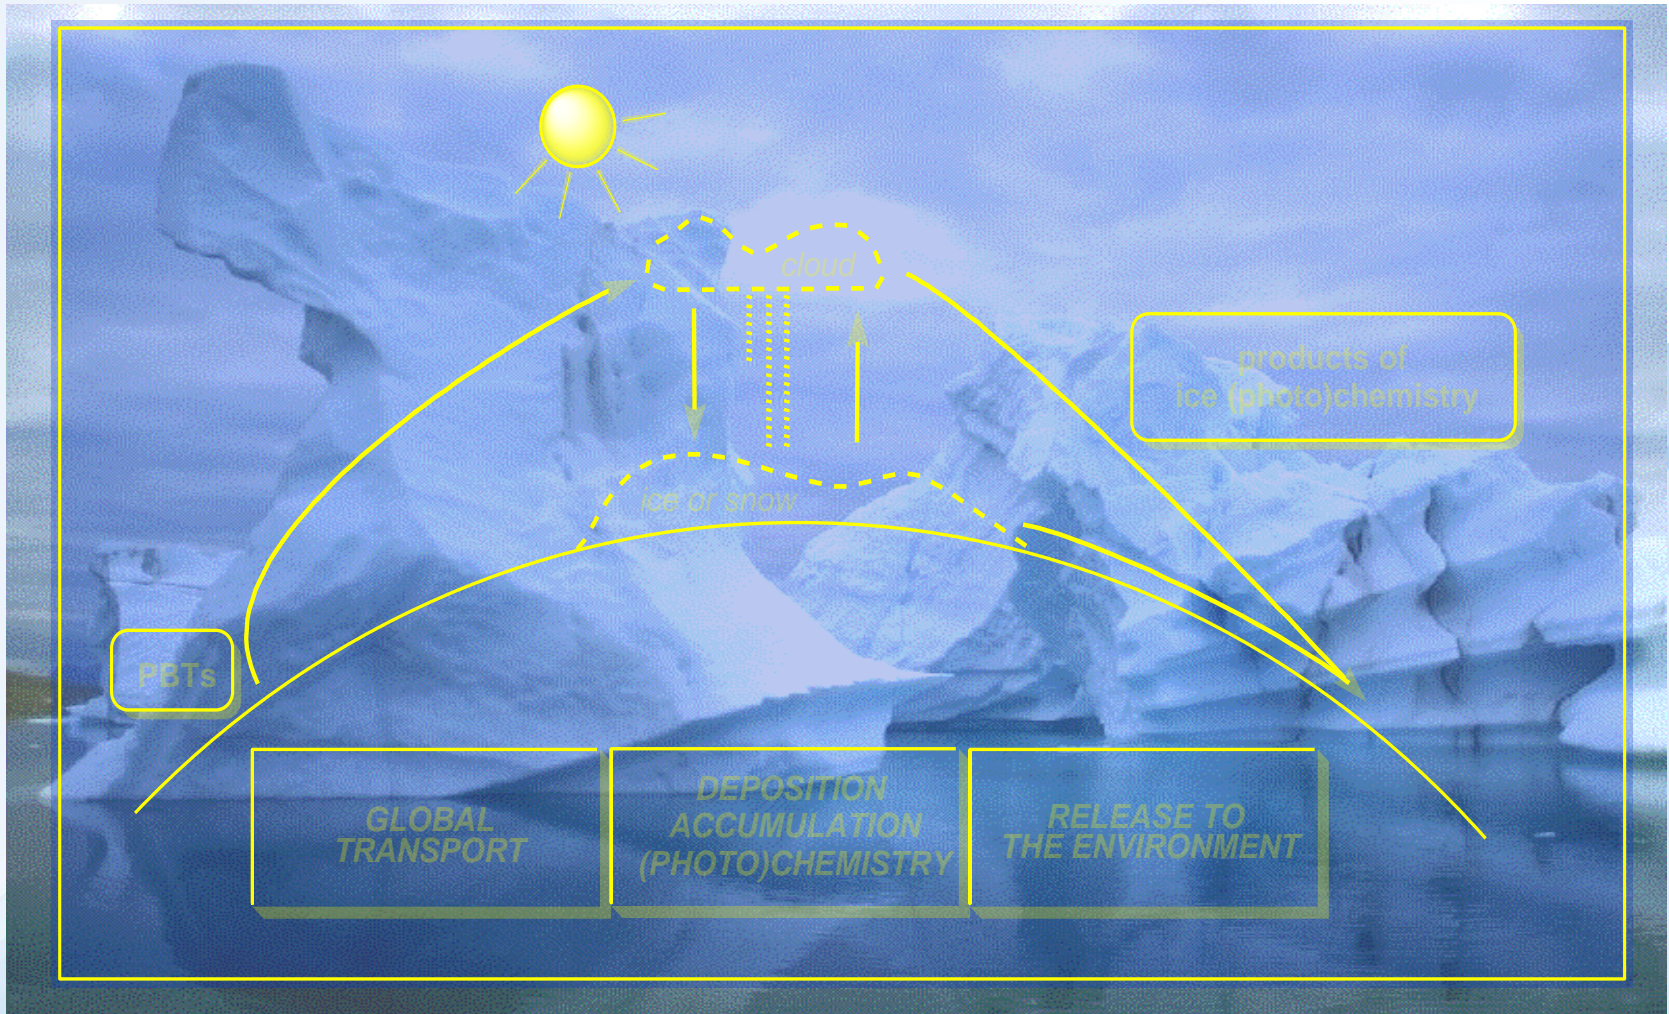 cloud
products of
ice (photo)chemistry
ice or snow
PBTs
GLOBAL
TRANSPORT
DEPOSITION
ACCUMULATION
(PHOTO)CHEMISTRY
RELEASE TO
THE ENVIRONMENT